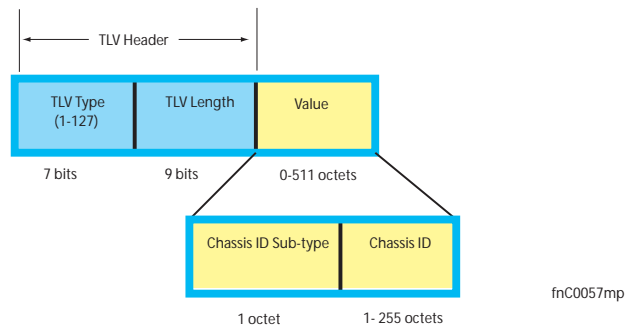 TLV Header
TLV Type
(1-127)
TLV Length
Value
7 bits
9 bits
0-511 octets
Chassis ID Sub-type
Chassis ID
fnC0057mp
1 octet
1- 255 octets